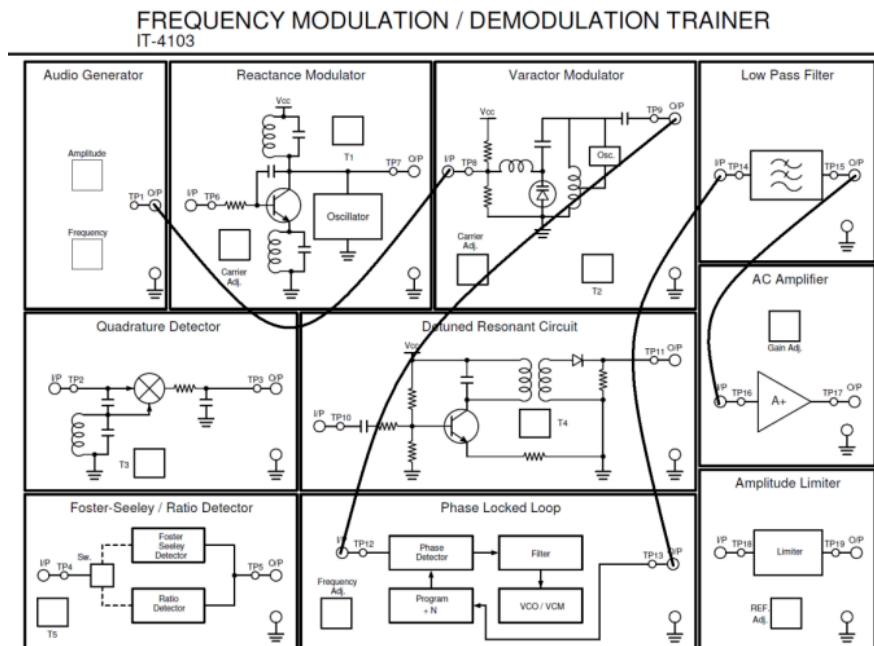 FREQUENCY MODULATION / DEMODULATION TRAINER
IT-4103
Audio Generator
Amplitude
TP1
O/P
Frequency
Reactance Modulator
Vcc
T1
TP7
O/P
I/P
TP6
Oscillator
Carrier
Adj.
Varactor Modulator
Vcc
TP9
O/P
I/P
TP8
Osc.
Carrier
Adj.
T2
Low Pass Filter
I/P
TP14
TP15
O/P
AC Amplifier
Gain Adj.
I/P
TP16
A+
TP17
O/P
Quadrature Detector
I/P
TP2
TP3
O/P
T3
Detuned Resonant Circuit
Vcc
TP11
O/P
I/P
TP10
T4
Foster-Seeley / Ratio Detector
Foster
Seeley
Detector
I/P
TP4
Sw.
TP5
O/P
Ratio
Detector
T5
Phase Locked Loop
I/P
TP12
Phase
Detector
Filter
TP13
O/P
Frequency
Adj.
Program
÷ N
VCO / VCM
Amplitude Limiter
I/P
TP18
Limiter
TP19
O/P
REF.
Adj.